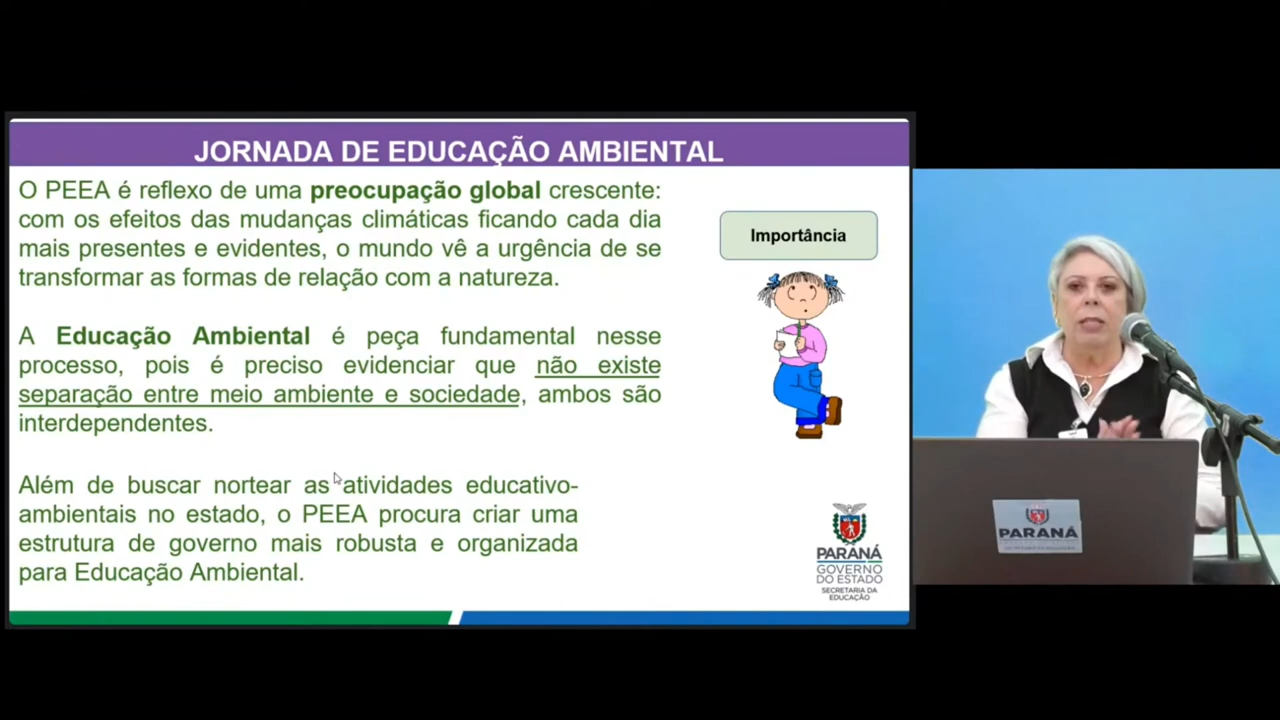 JORNADA DE EDUCAÇÃO AMBIENTAL
O PEEA é reflexo de uma preocupação global crescente:
com os efeitos das mudanças climáticas ficando cada dia
mais presentes e evidentes, o mundo vê a urgência de se
transformar as formas de relação com a natureza.
A Educação Ambiental é peça fundamental nesse
processo, pois é preciso evidenciar que não existe
separação entre meio ambiente e sociedade, ambos são
interdependentes.
Além de buscar nortear as atividades educativo-
ambientais no estado, o PEEA procura criar uma
estrutura de governo mais robusta e organizada
para Educação Ambiental.
Importância
PARANÁ
GOVERNO
DO ESTADO
SECRETARIA DA
EDUCAÇÃO
PARANÁ